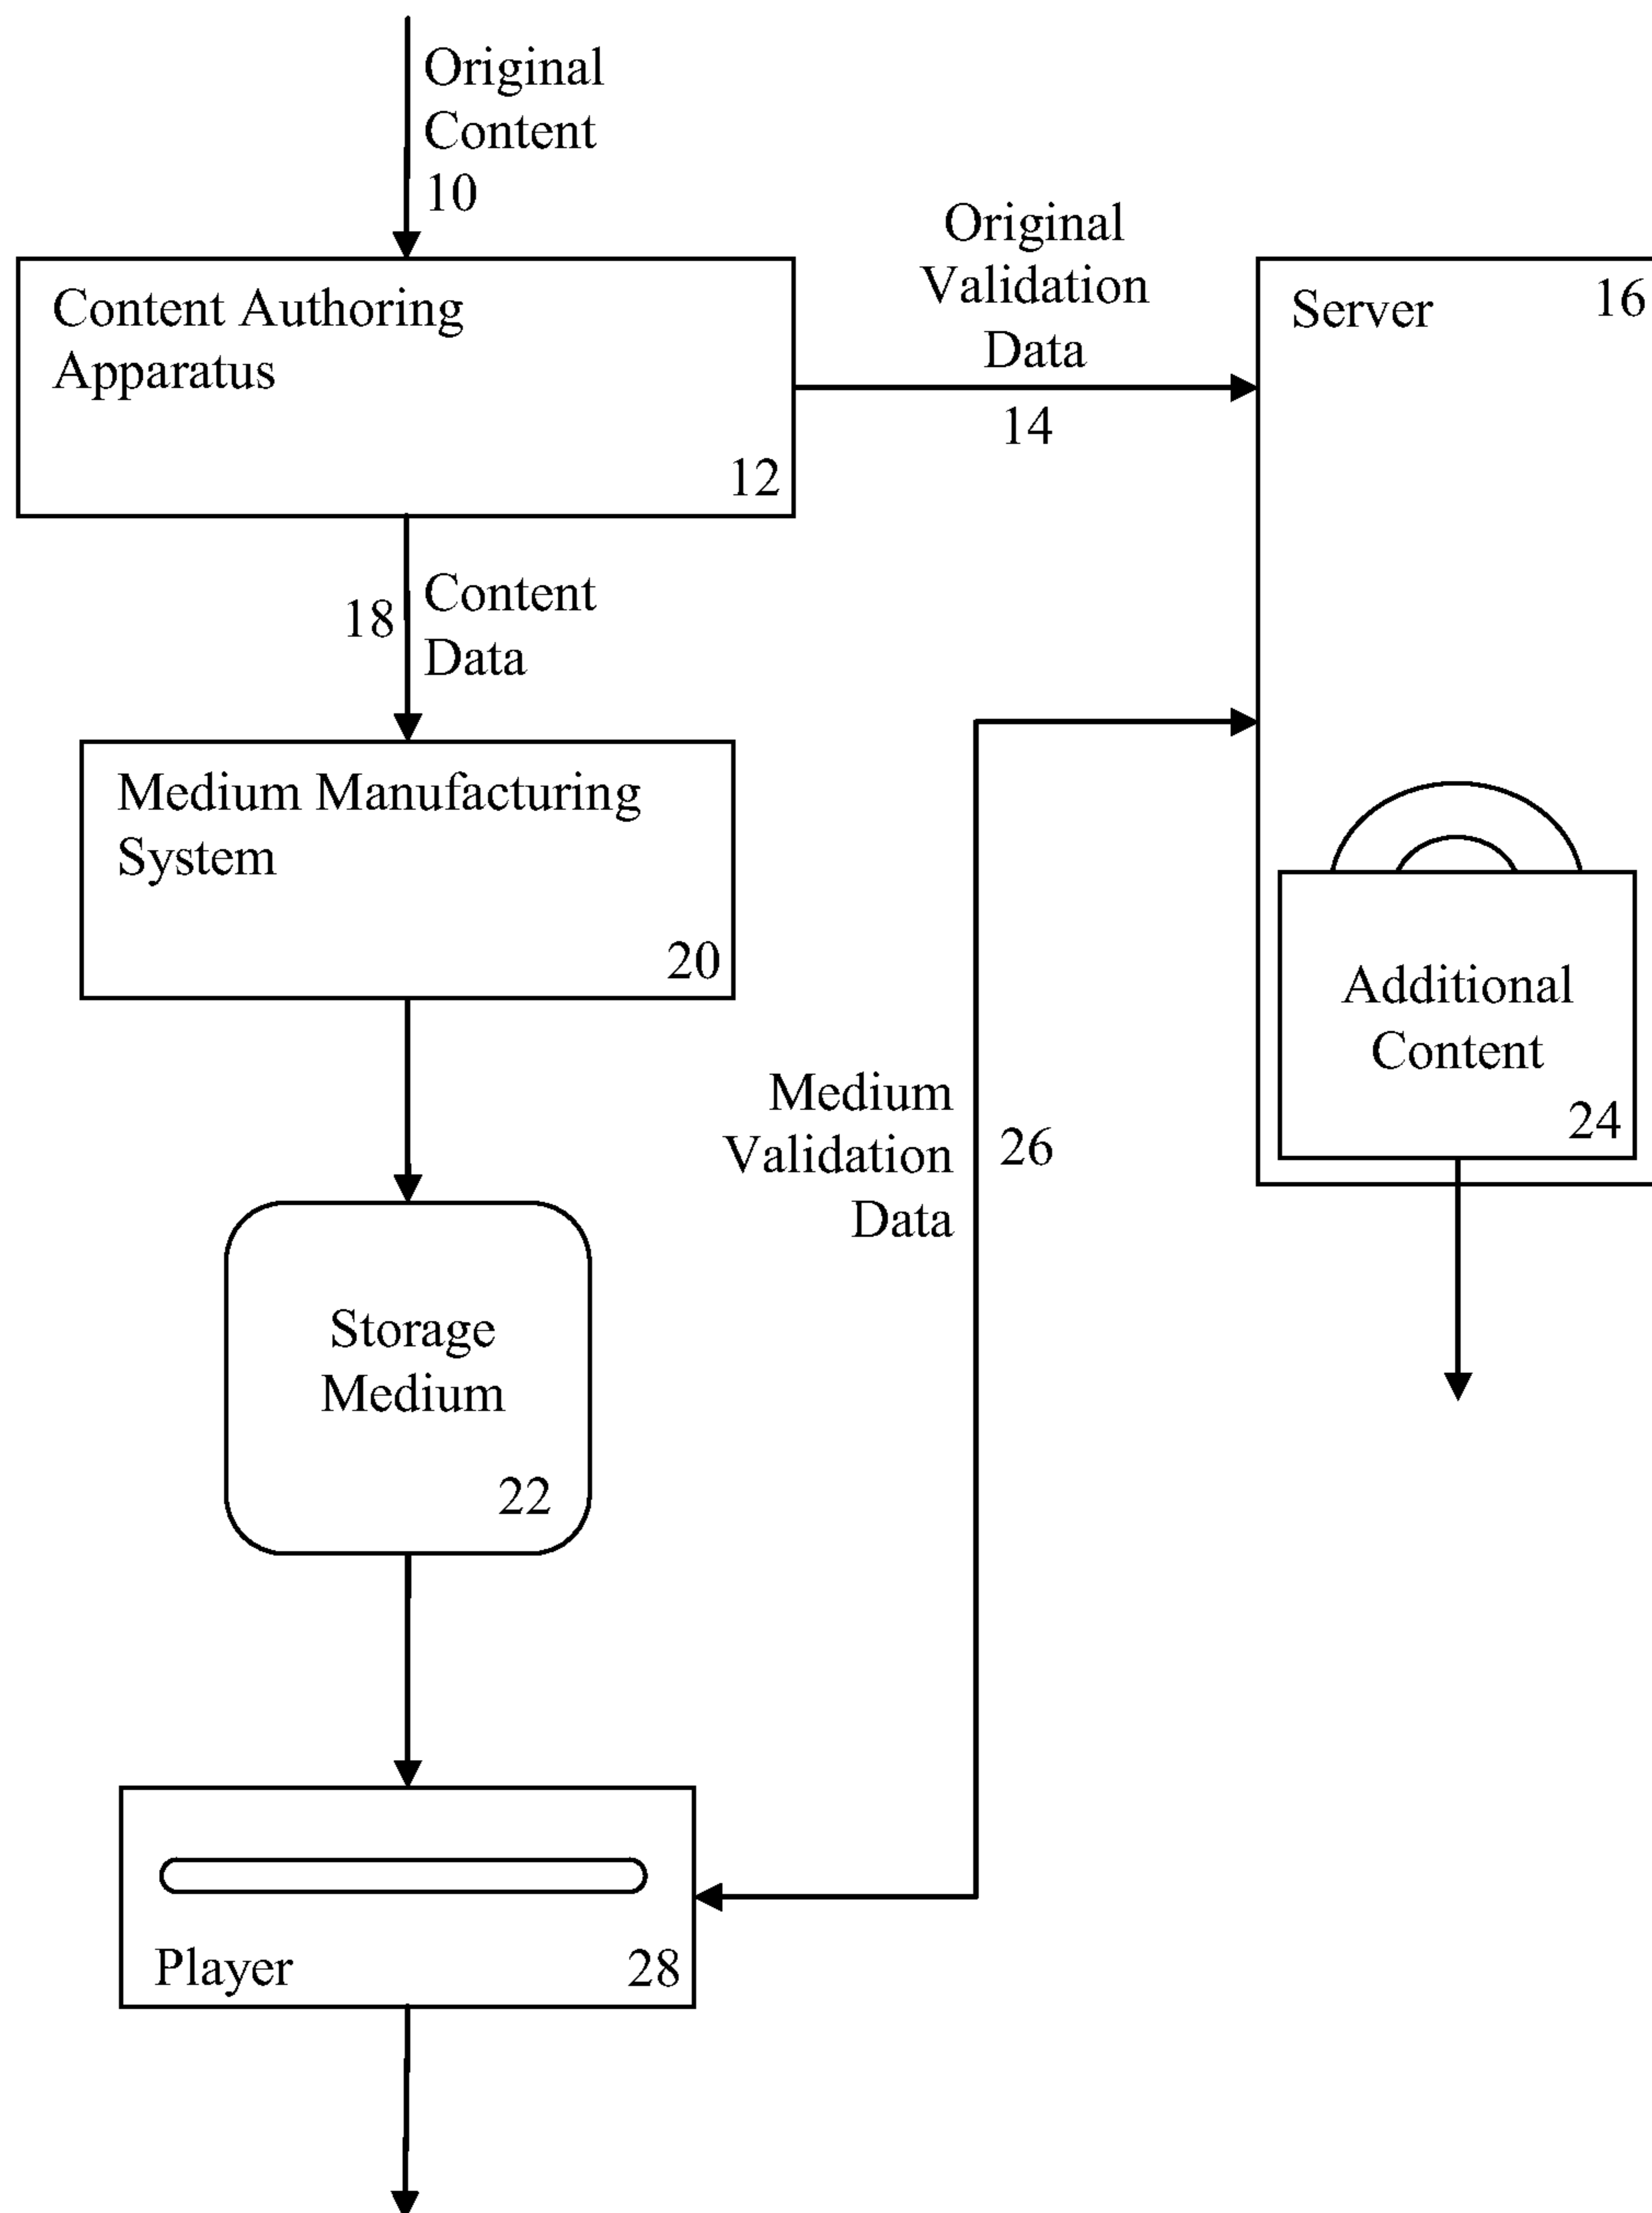 Original
Content
10
Content Authoring
Apparatus
12
Original
Validation
Data
14
Server
16
18
Content
Data
Medium Manufacturing
System
20
Additional
Content
24
Medium
Validation
Data
26
Storage
Medium
22
Player
28